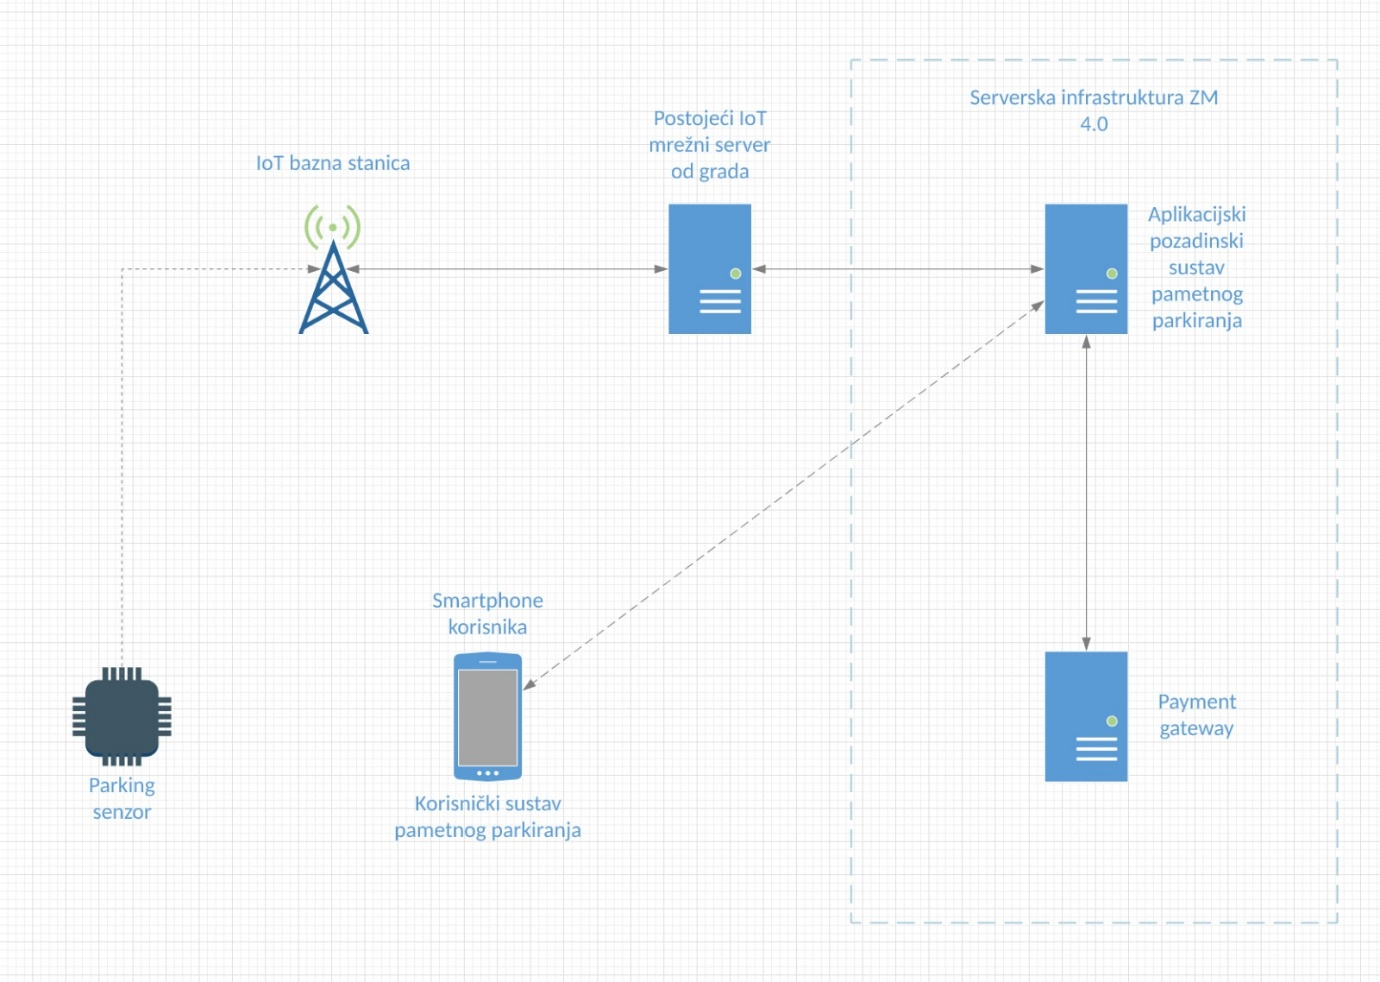 Serverska infrastruktura ZM
4.0
Postojeći IoT
mrežni server
od grada
IoT bazna stanica
Aplikacijski
pozadinski
sustav
pametnog
parkiranja
Smartphone
korisnika
Payment
gateway
Parking
senzor
Korisnički sustav
pametnog parkiranja